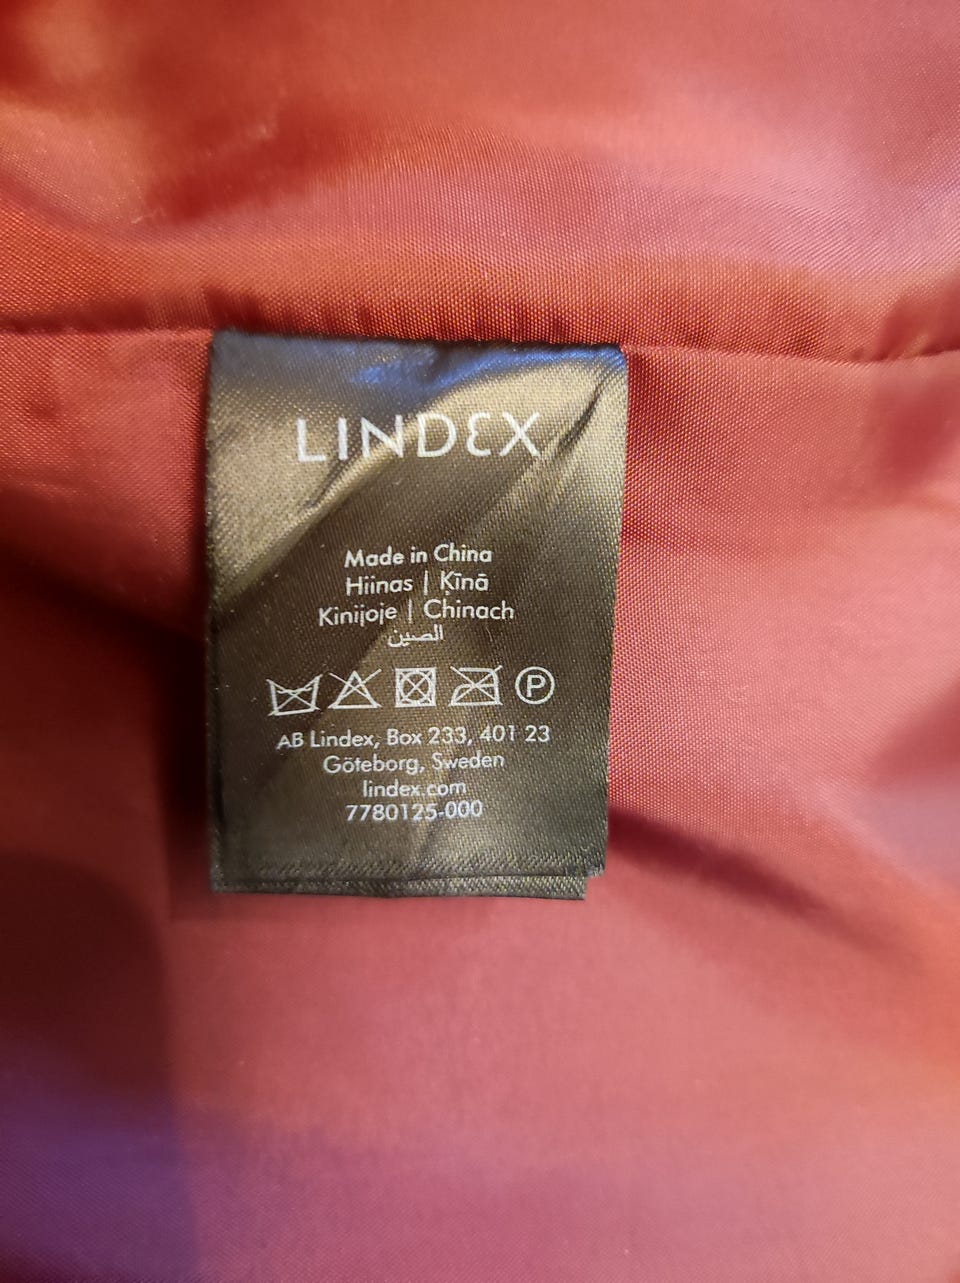 LINDEX
Made in China
Hiinas | Ķīnā
Kinijoje | Chinach
الصين
P
AB Lindex, Box 233, 401 23
Göteborg, Sweden
lindex.com
7780125-000